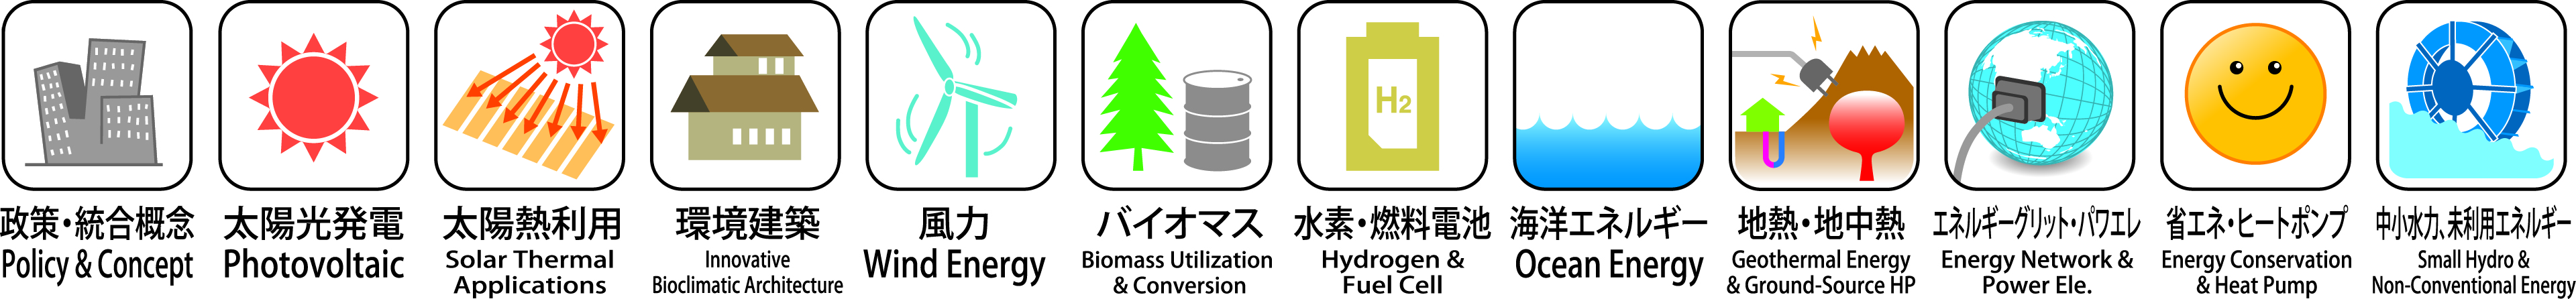 H2
政策・統合概念
Policy & Concept
太陽光発電
Photovoltaic
太陽熱利用
Solar Thermal
Applications
環境建築
Innovative
Bioclimatic Architecture
風力
Wind Energy
バイオマス
Biomass Utilization
& Conversion
水素・燃料電池
Hydrogen &
Fuel Cell
海洋エネルギー
Ocean Energy
地熱・地中熱
Geothermal Energy
& Ground-Source HP
エネルギーグリット・パワエレ
Energy Network &
Power Ele.
省エネ・ヒートポンプ
Energy Conservation
& Heat Pump
中小水力、未利用エネルギー
Small Hydro &
Non-Conventional Energy